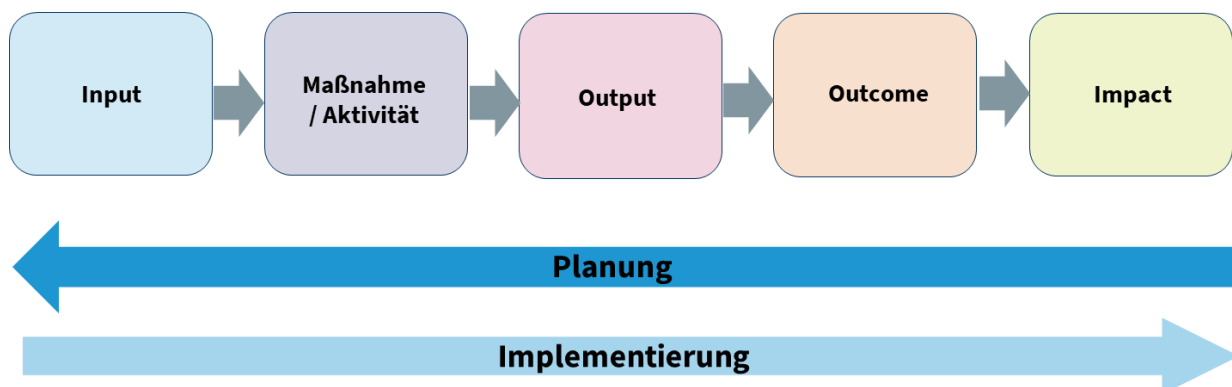 Input
Maßnahme
/ Aktivität
Output
Outcome
Impact
Planung
Implementierung